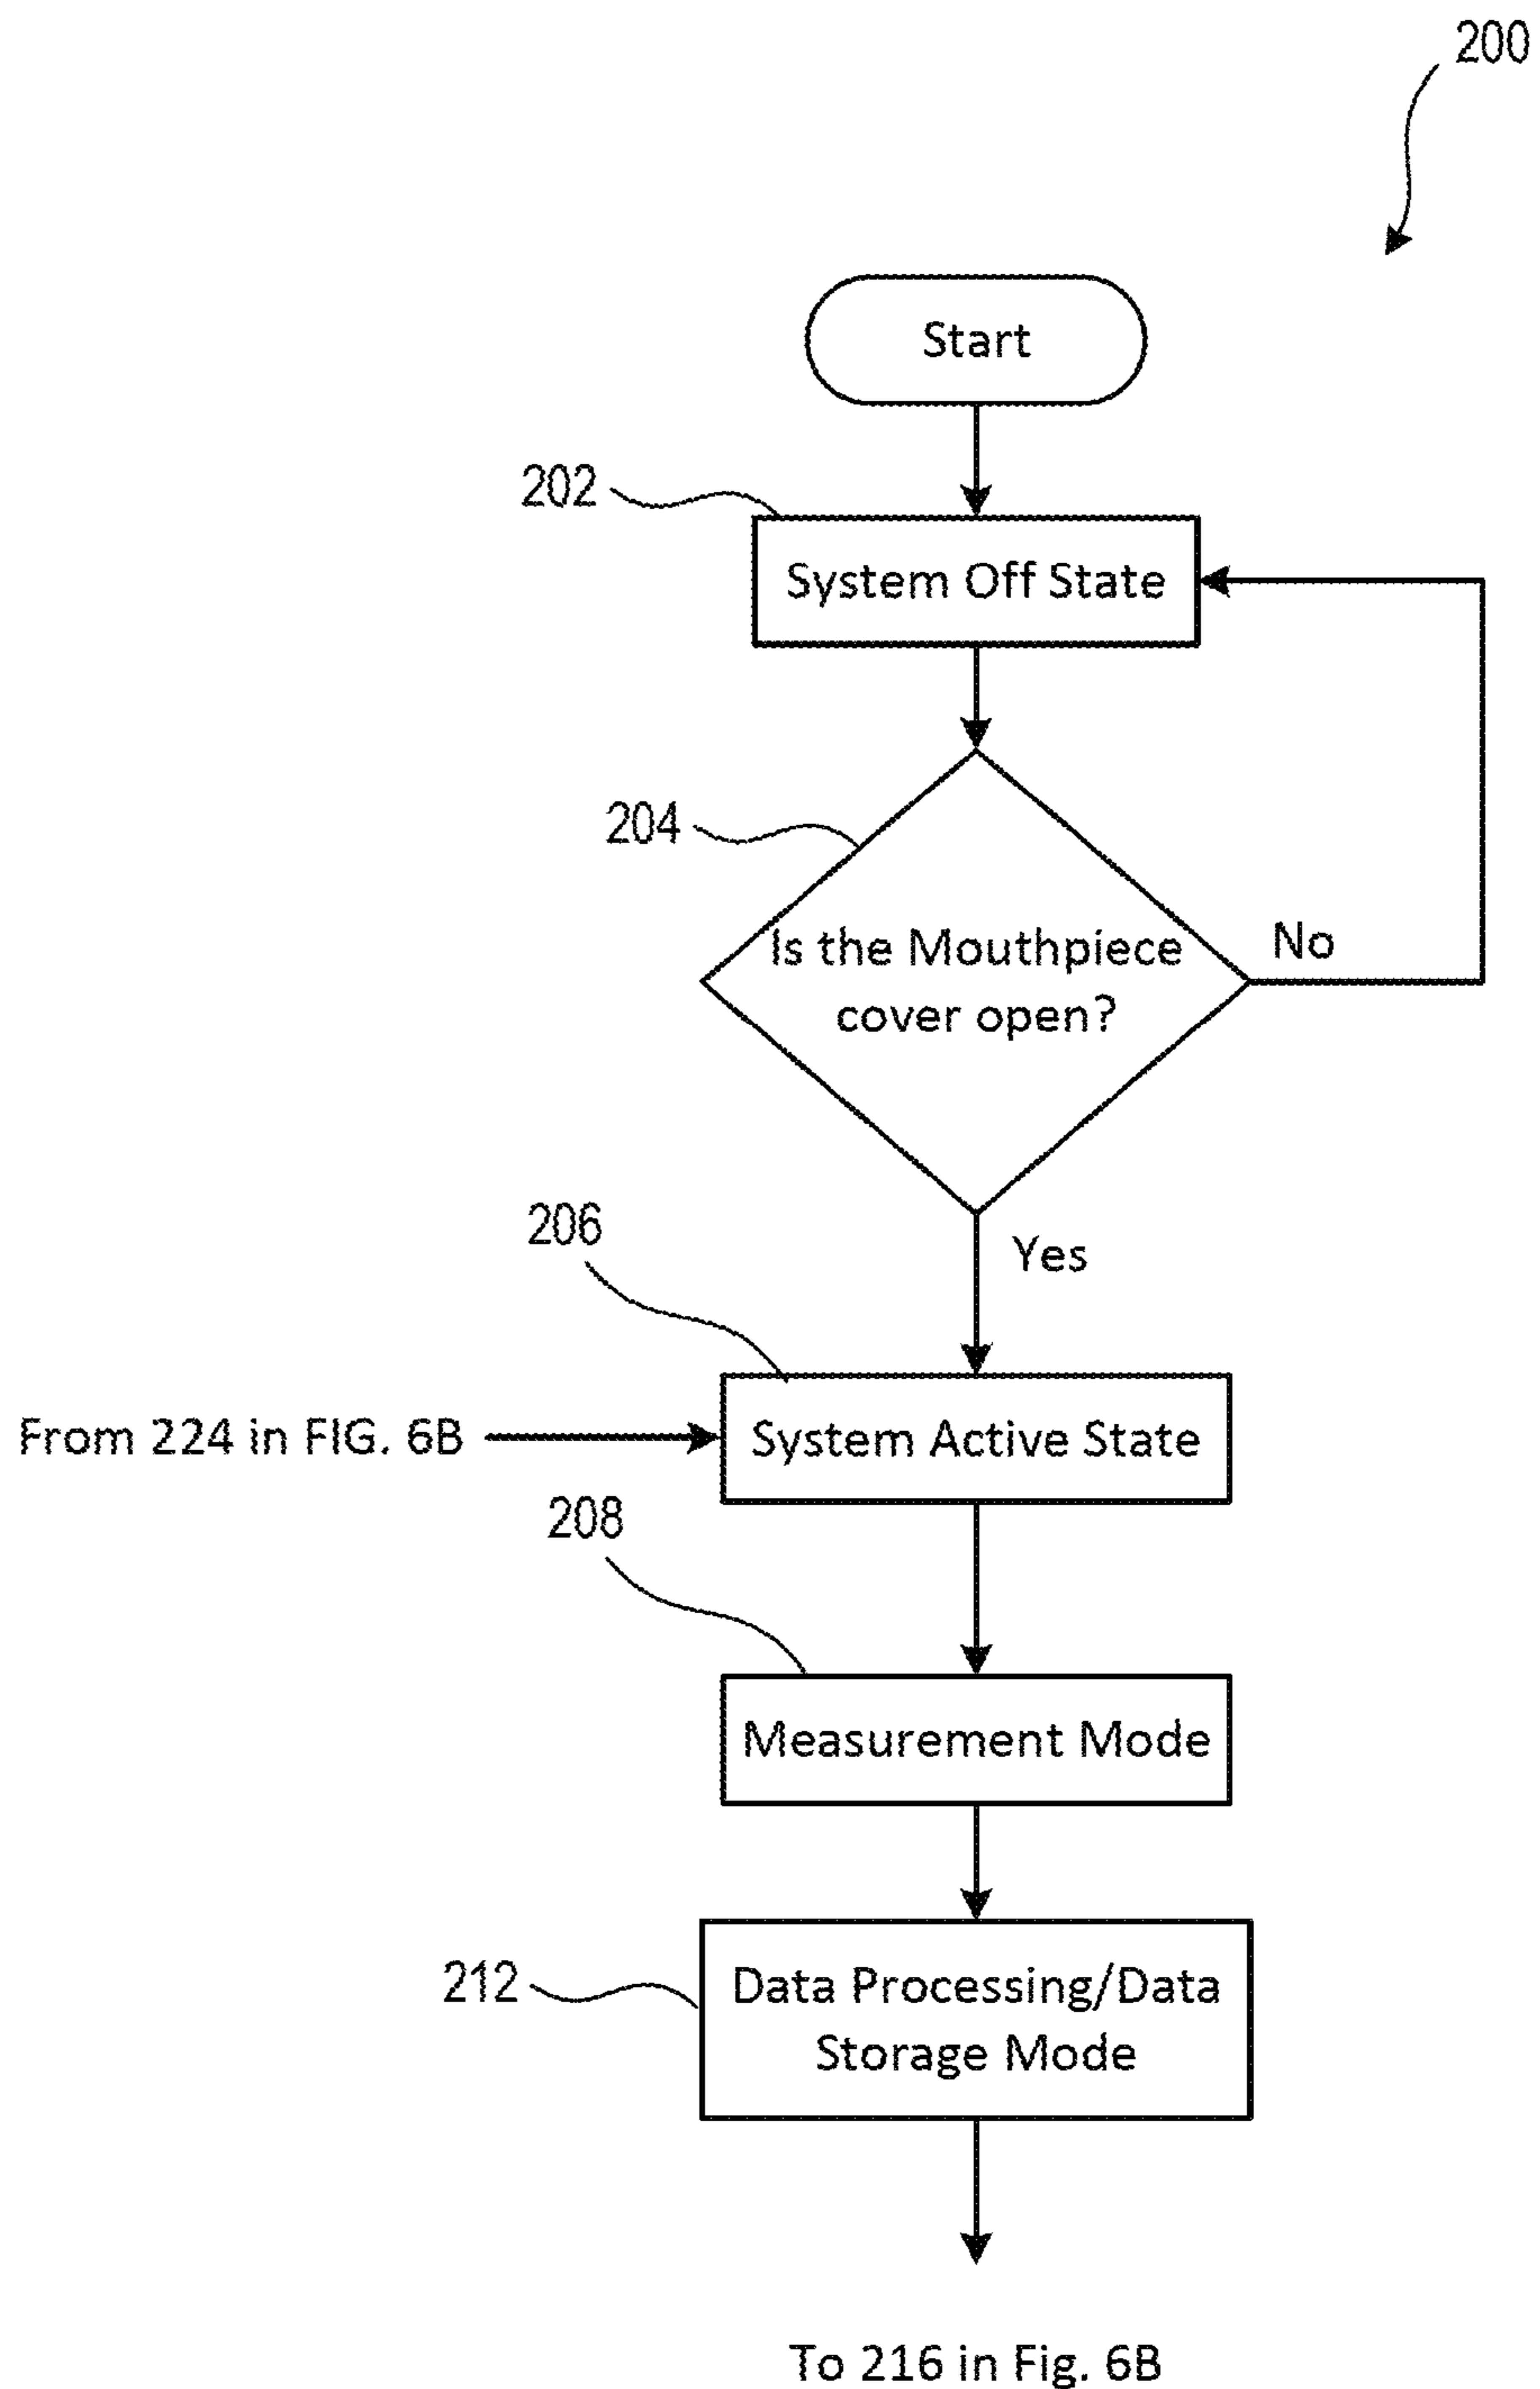 200
Start
202
System Off State
204
Is the Mouthpiece
cover open?
No
Yes
206
From 224 in FIG. 6B
System Active State
208
Measurement Mode
212
Data Processing/Data
Storage Mode
To 216 in Fig. 6B